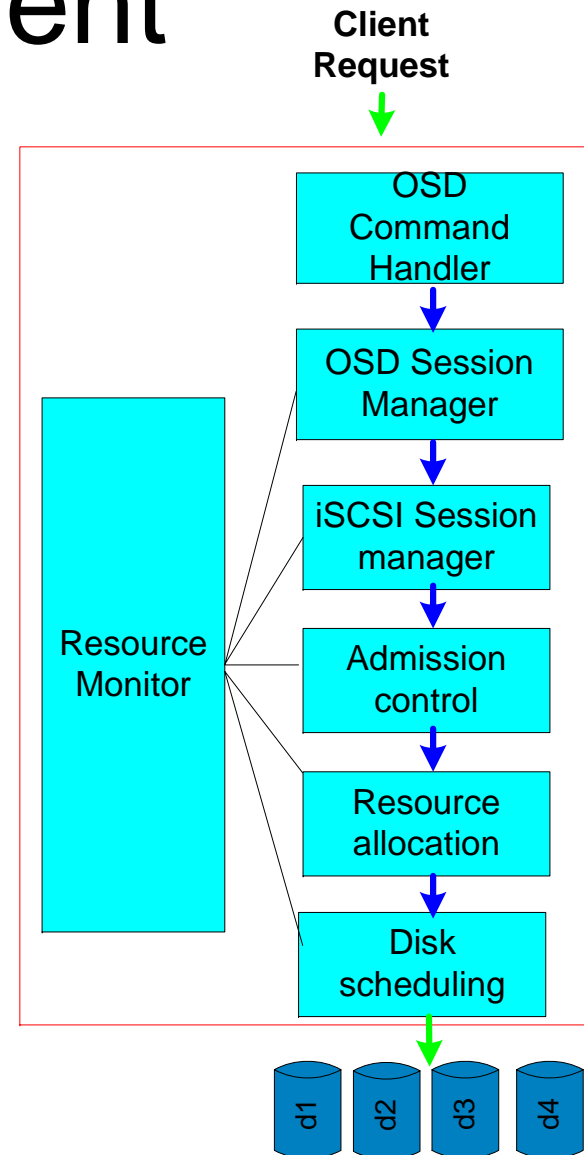 ent
Client
Request
OSD
Command
Handler
OSD Session
Manager
iSCSI Session
manager
Resource
Monitor
Admission
control
Resource
allocation
Disk
scheduling
d1
d2
d3
d4